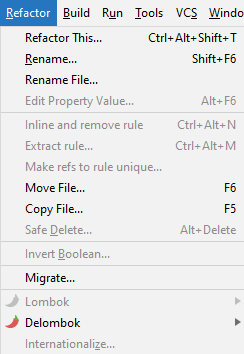 Refactor Build Run Tools VCS Windo
Refactor This... Ctrl+Alt+Shift+T
Rename... Shift+F6
Rename File...
Edit Property Value... Alt+F6
Inline and remove rule Ctrl+Alt+N
Extract rule... Ctrl+Alt+M
Make refs to rule unique...
Move File... F6
Copy File... F5
Safe Delete... Alt+Delete
Invert Boolean...
Migrate...
Lombok
Delombok
Internationalize...